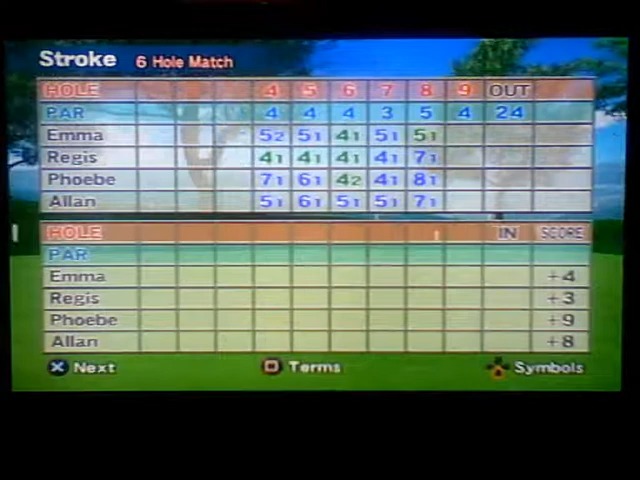 Stroke 6 Hole Match
HOLE 4 5 6 7 8 9 OUT
PAR 4 4 4 3 5 4 24
Emma 52 51 41 51 51
Regis 41 41 41 41 71
Phoebe 71 61 42 41 81
Allan 51 61 51 51 71
HOLE IN SCORE
PAR
Emma +4
Regis +3
Phoebe +9
Allan +8
Next Terms Symbols